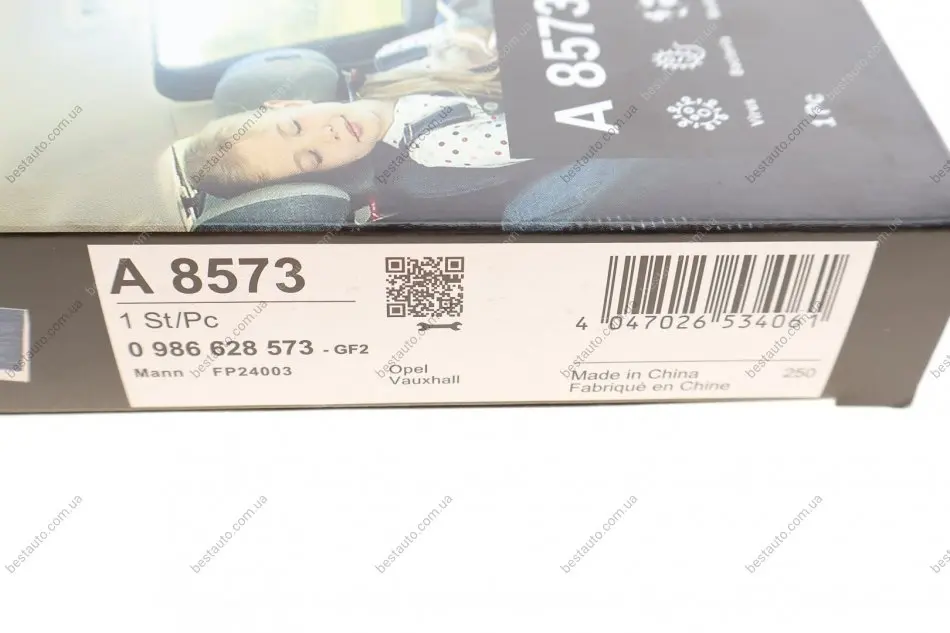 A 8573
Virus
A 8573
1 St/Pc
0 986 628 573 - GF2
Mann FP24003
Opel
Vauxhall
4 047026 534061
Made in China
Fabriqué en Chine
250
bestauto.com.ua